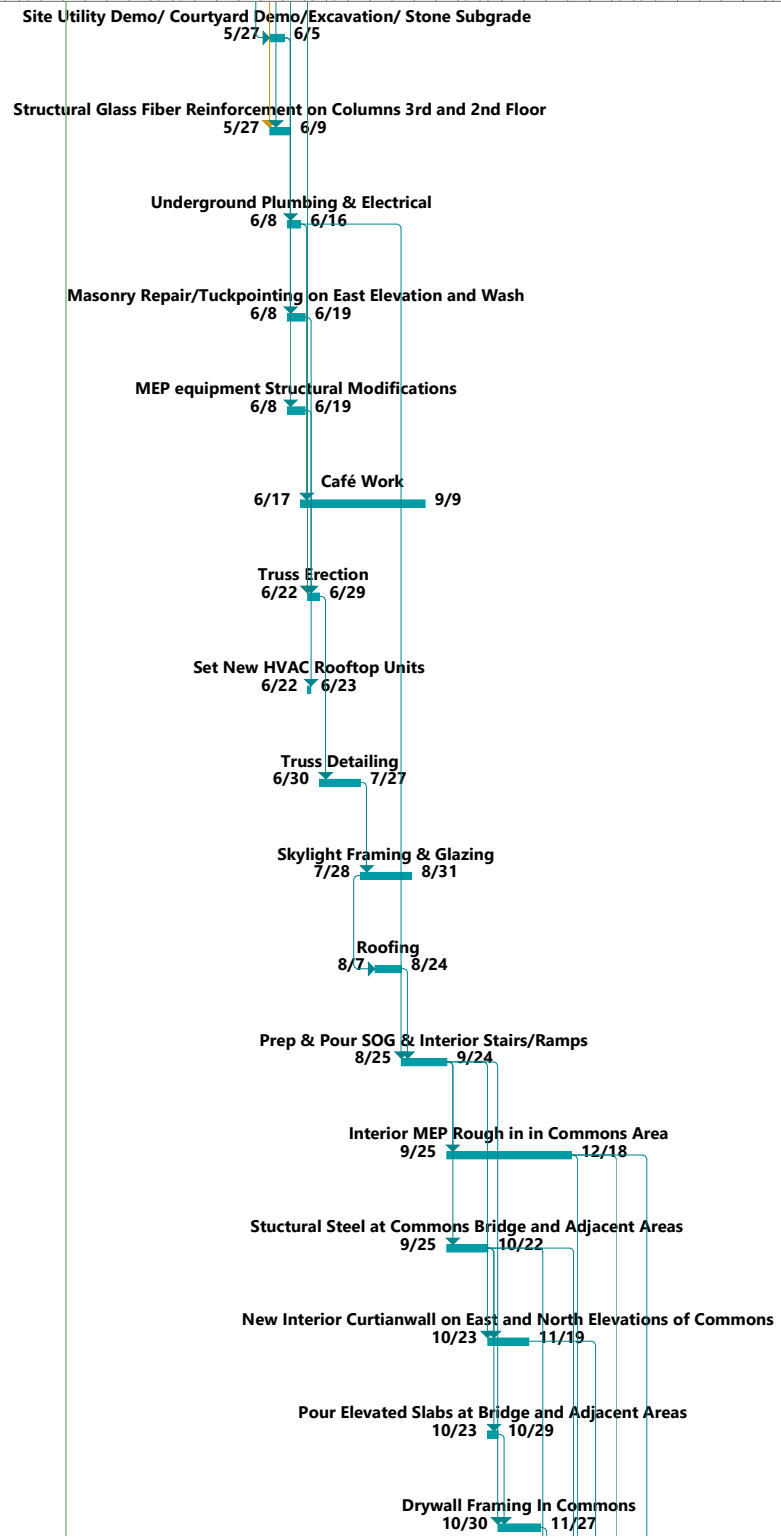 Site Utility Demo/ Courtyard Demo/Excavation/ Stone Subgrade
5/27 6/5
Structural Glass Fiber Reinforcement on Columns 3rd and 2nd Floor
5/27 6/9
Underground Plumbing & Electrical
6/8 6/16
Masonry Repair/Tuckpointing on East Elevation and Wash
6/8 6/19
MEP equipment Structural Modifications
6/8 6/19
Café Work
6/17 9/9
Truss Erection
6/22 6/29
Set New HVAC Rooftop Units
6/22 6/23
Truss Detailing
6/30 7/27
Skylight Framing & Glazing
7/28 8/31
Roofing
8/7 8/24
Prep & Pour SOG & Interior Stairs/Ramps
8/25 9/24
Interior MEP Rough in in Commons Area
9/25 12/18
Stuctural Steel at Commons Bridge and Adjacent Areas
9/25 10/22
New Interior Curtianwall on East and North Elevations of Commons
10/23 11/19
Pour Elevated Slabs at Bridge and Adjacent Areas
10/23 10/29
Drywall Framing In Commons
10/30 11/27